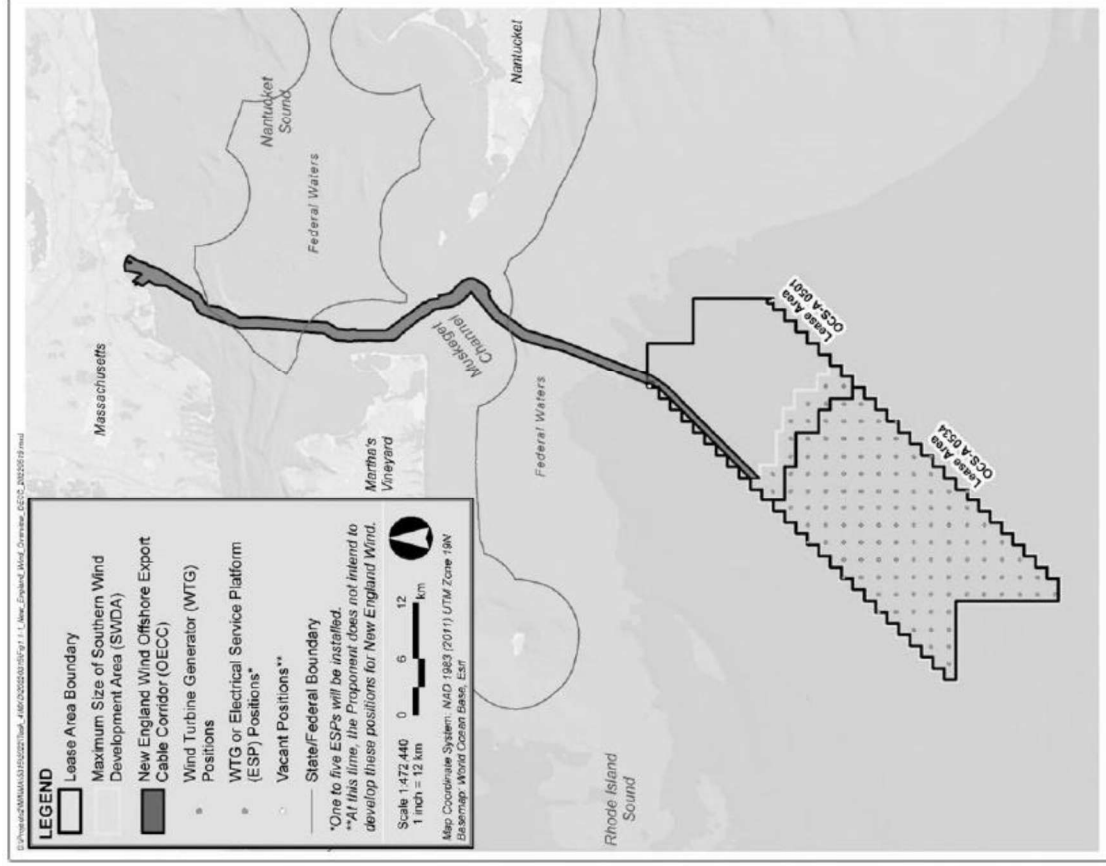 LEGEND
Lease Area Boundary
Maximum Size of Southern Wind
Development Area (SWDA)
New England Wind Offshore Export
Cable Corridor (OECC)
Wind Turbine Generator (WTG)
Positions
WTG or Electrical Service Platform
(ESP) Positions*
Vacant Positions**
State/Federal Boundary
*One to five ESPs will be installed.
**At this time, the Proponent does not intend to
develop these positions for New England Wind.
Scale 1:472,440
1 inch = 12 km
0 6 12
km
Map Coordinate System: NAD 1983 (2011) UTM Zone 19N
Basemap: World Ocean Base, Esri
Massachusetts
Nantucket
Sound
Federal Waters
Nantucket
Martha's
Vineyard
Muskeget
Channel
Federal Waters
Rhode Island
Sound
Lease Area
OCS-A 0501
Lease Area
OCS-A 0534